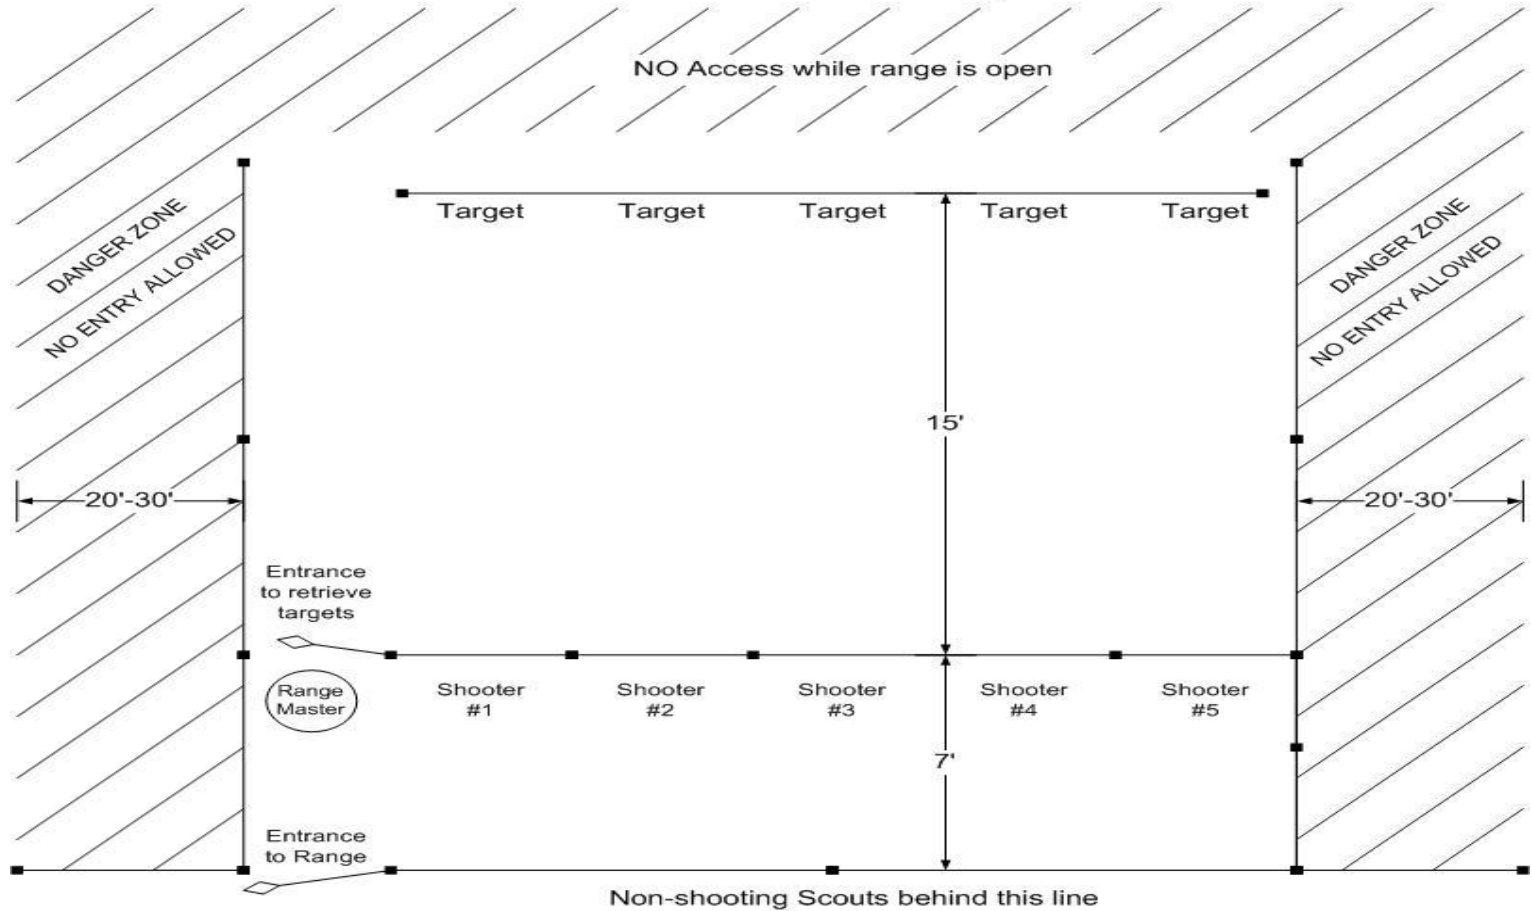 NO Access while range is open
Target Target Target Target Target
DANGER ZONE
NO ENTRY ALLOWED
DANGER ZONE
NO ENTRY ALLOWED
15'
20'-30'
20'-30'
Entrance
to retrieve
targets
Range
Master
Shooter
#1
Shooter
#2
Shooter
#3
Shooter
#4
Shooter
#5
7'
Entrance
to Range
Non-shooting Scouts behind this line